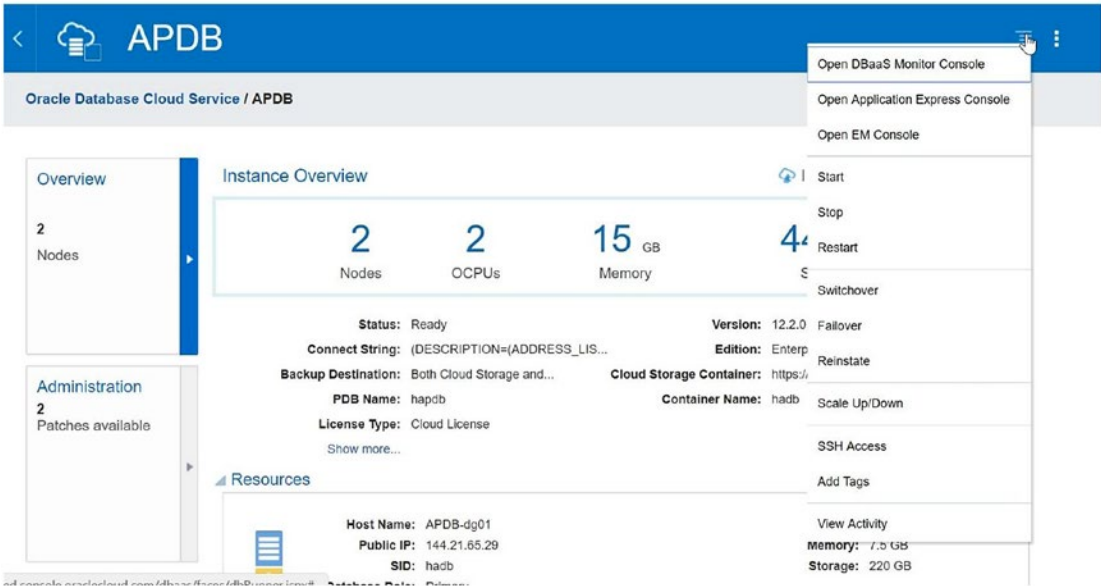 APDB
Oracle Database Cloud Service / APDB
Open DBaaS Monitor Console
Open Application Express Console
Open EM Console
Start
Stop
Restart
Switchover
Failover
Reinstate
Scale Up/Down
SSH Access
Add Tags
View Activity
Overview
2
Nodes
Administration
2
Patches available
Instance Overview
2 Nodes
2 OCPUs
15 GB Memory
Status: Ready
Connect String: (DESCRIPTION=(ADDRESS_LIS...
Backup Destination: Both Cloud Storage and...
PDB Name: hapdb
License Type: Cloud License
Show more...
Version: 12.2.0
Edition: Enterp
Cloud Storage Container: https:/
Container Name: hadb
Resources
Host Name: APDB-dg01
Public IP: 144.21.65.29
SID: hadb
Database Role: Primary
Memory: 7.5 GB
Storage: 220 GB